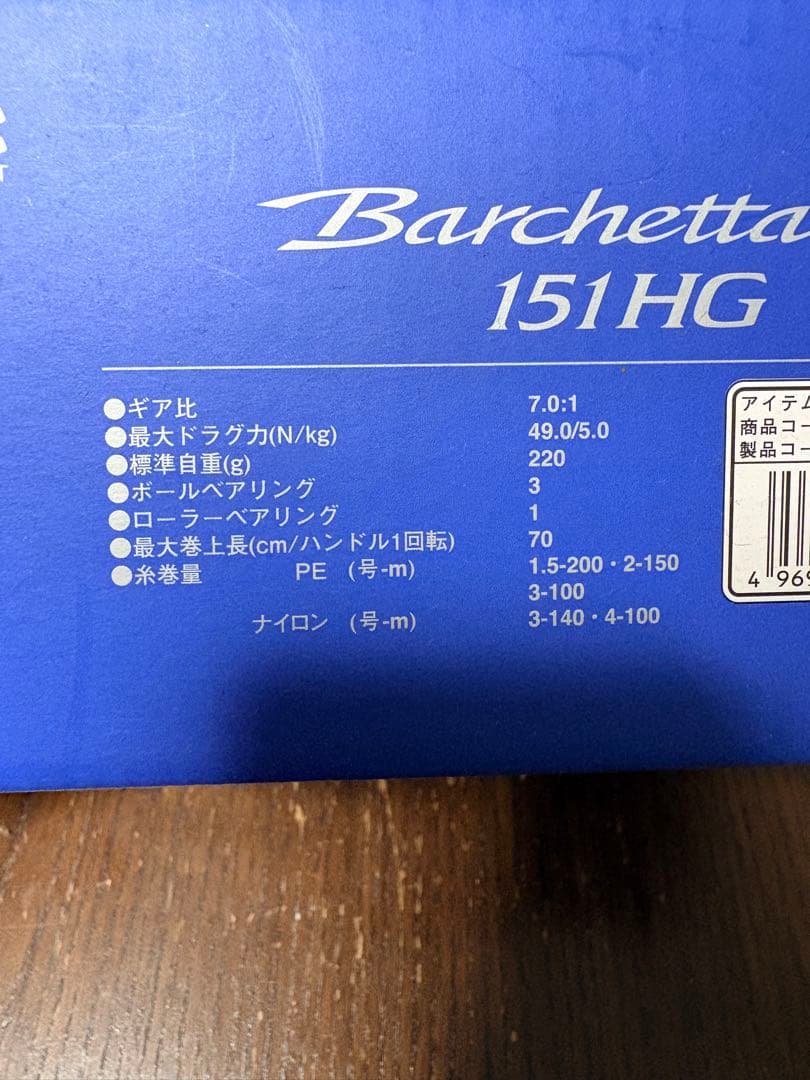 Barchetta
151HG
●ギア比 7.0:1
●最大ドラグ力(N/kg) 49.0/5.0
●標準自重(g) 220
●ボールベアリング 3
●ローラーベアリング 1
●最大巻上長(cm/ハンドル1回転) 70
●糸巻量 PE (号-m) 1.5-200・2-150
3-100
ナイロン (号-m) 3-140・4-100
アイテム
商品コー
製品コー
4 969